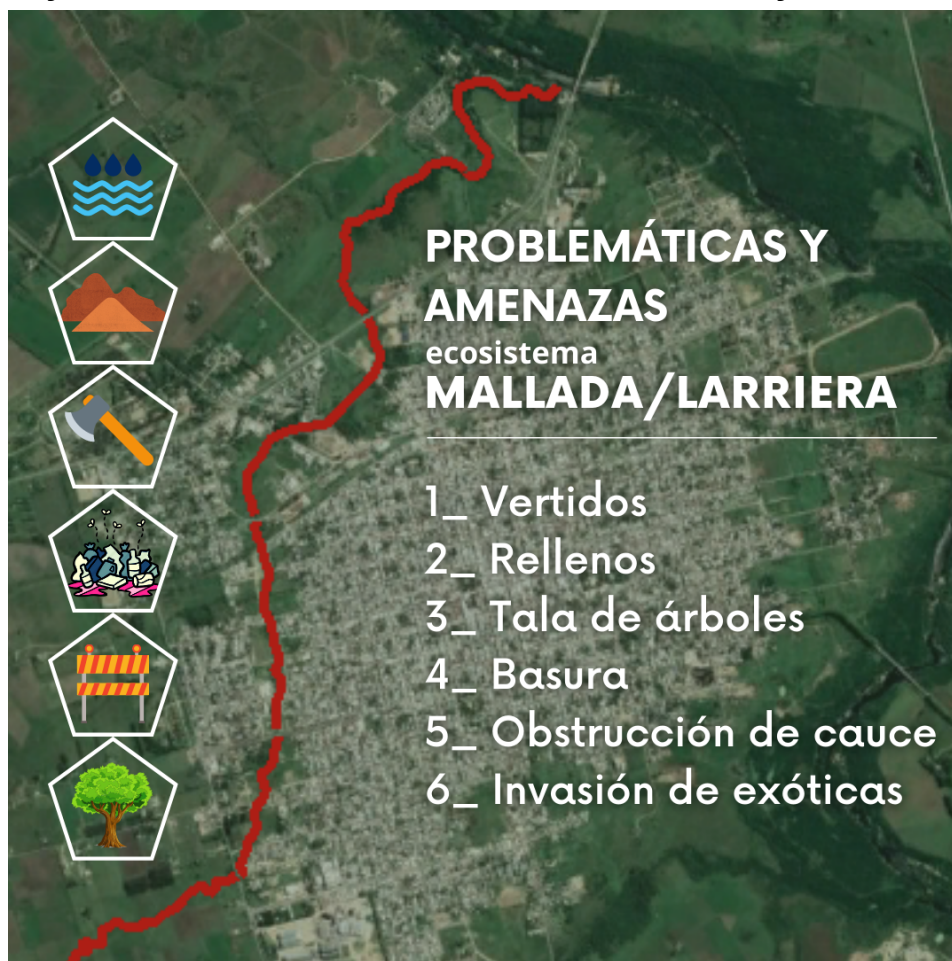 PROBLEMÁTICAS Y
AMENAZAS
ecosistema
MALLADA/LARRIERA
1_ Vertidos
2_ Rellenos
3_ Tala de árboles
4_ Basura
5_ Obstrucción de cauce
6_ Invasión de exóticas